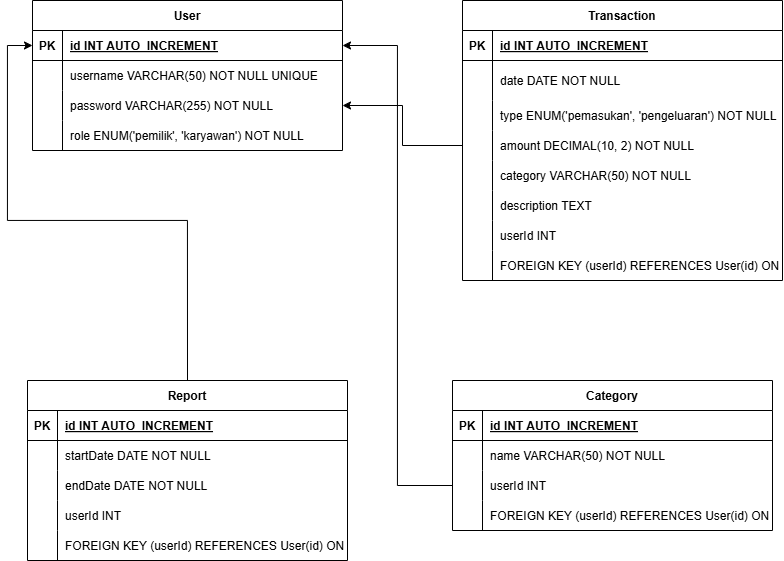 User
PK id INT AUTO_INCREMENT
username VARCHAR(50) NOT NULL UNIQUE
password VARCHAR(255) NOT NULL
role ENUM('pemilik', 'karyawan') NOT NULL
Transaction
PK id INT AUTO_INCREMENT
date DATE NOT NULL
type ENUM('pemasukan', 'pengeluaran') NOT NULL
amount DECIMAL(10, 2) NOT NULL
category VARCHAR(50) NOT NULL
description TEXT
userId INT
FOREIGN KEY (userId) REFERENCES User(id) ON
Report
PK id INT AUTO_INCREMENT
startDate DATE NOT NULL
endDate DATE NOT NULL
userId INT
FOREIGN KEY (userId) REFERENCES User(id) ON
Category
PK id INT AUTO_INCREMENT
name VARCHAR(50) NOT NULL
userId INT
FOREIGN KEY (userId) REFERENCES User(id) ON